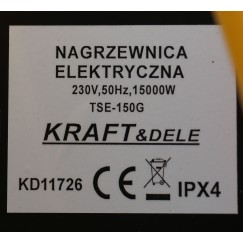 NAGRZEWNICA
ELEKTRYCZNA
230V,50Hz,15000W
TSE-150G
KRAFT&DELE
KD11726 CE IPX4